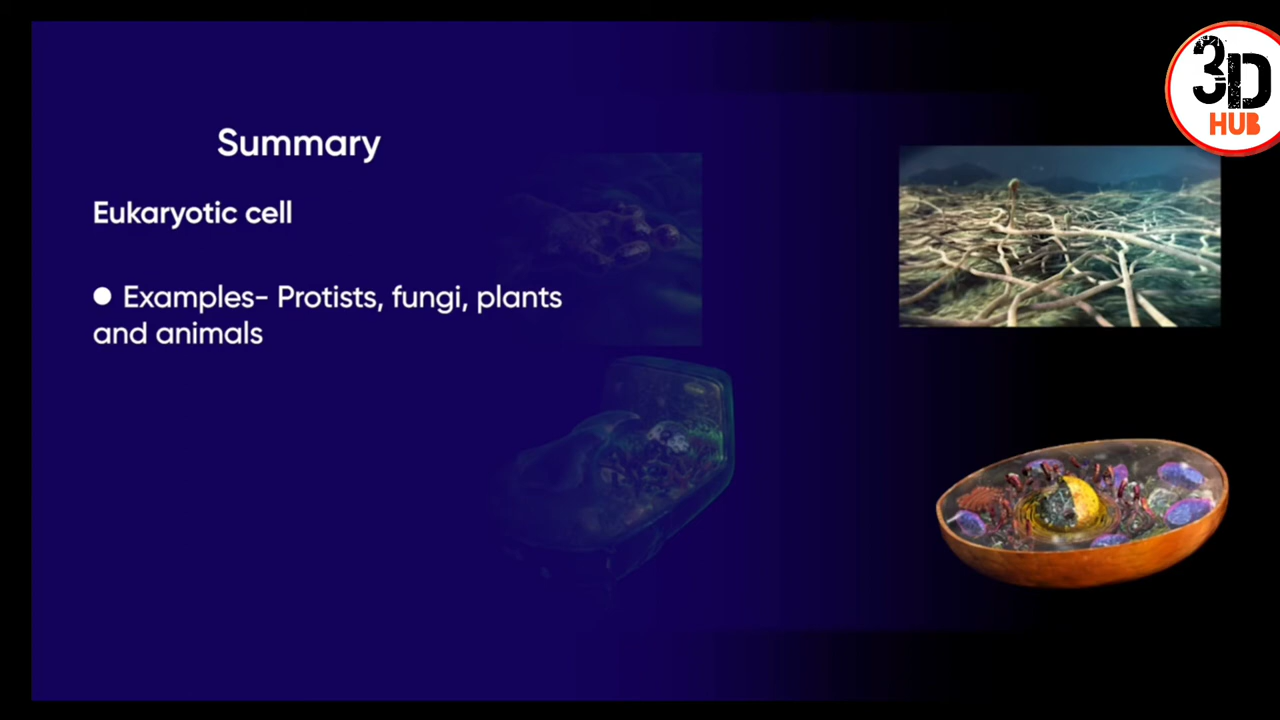 3D
HUB
Summary
Eukaryotic cell
● Examples- Protists, fungi, plants
and animals